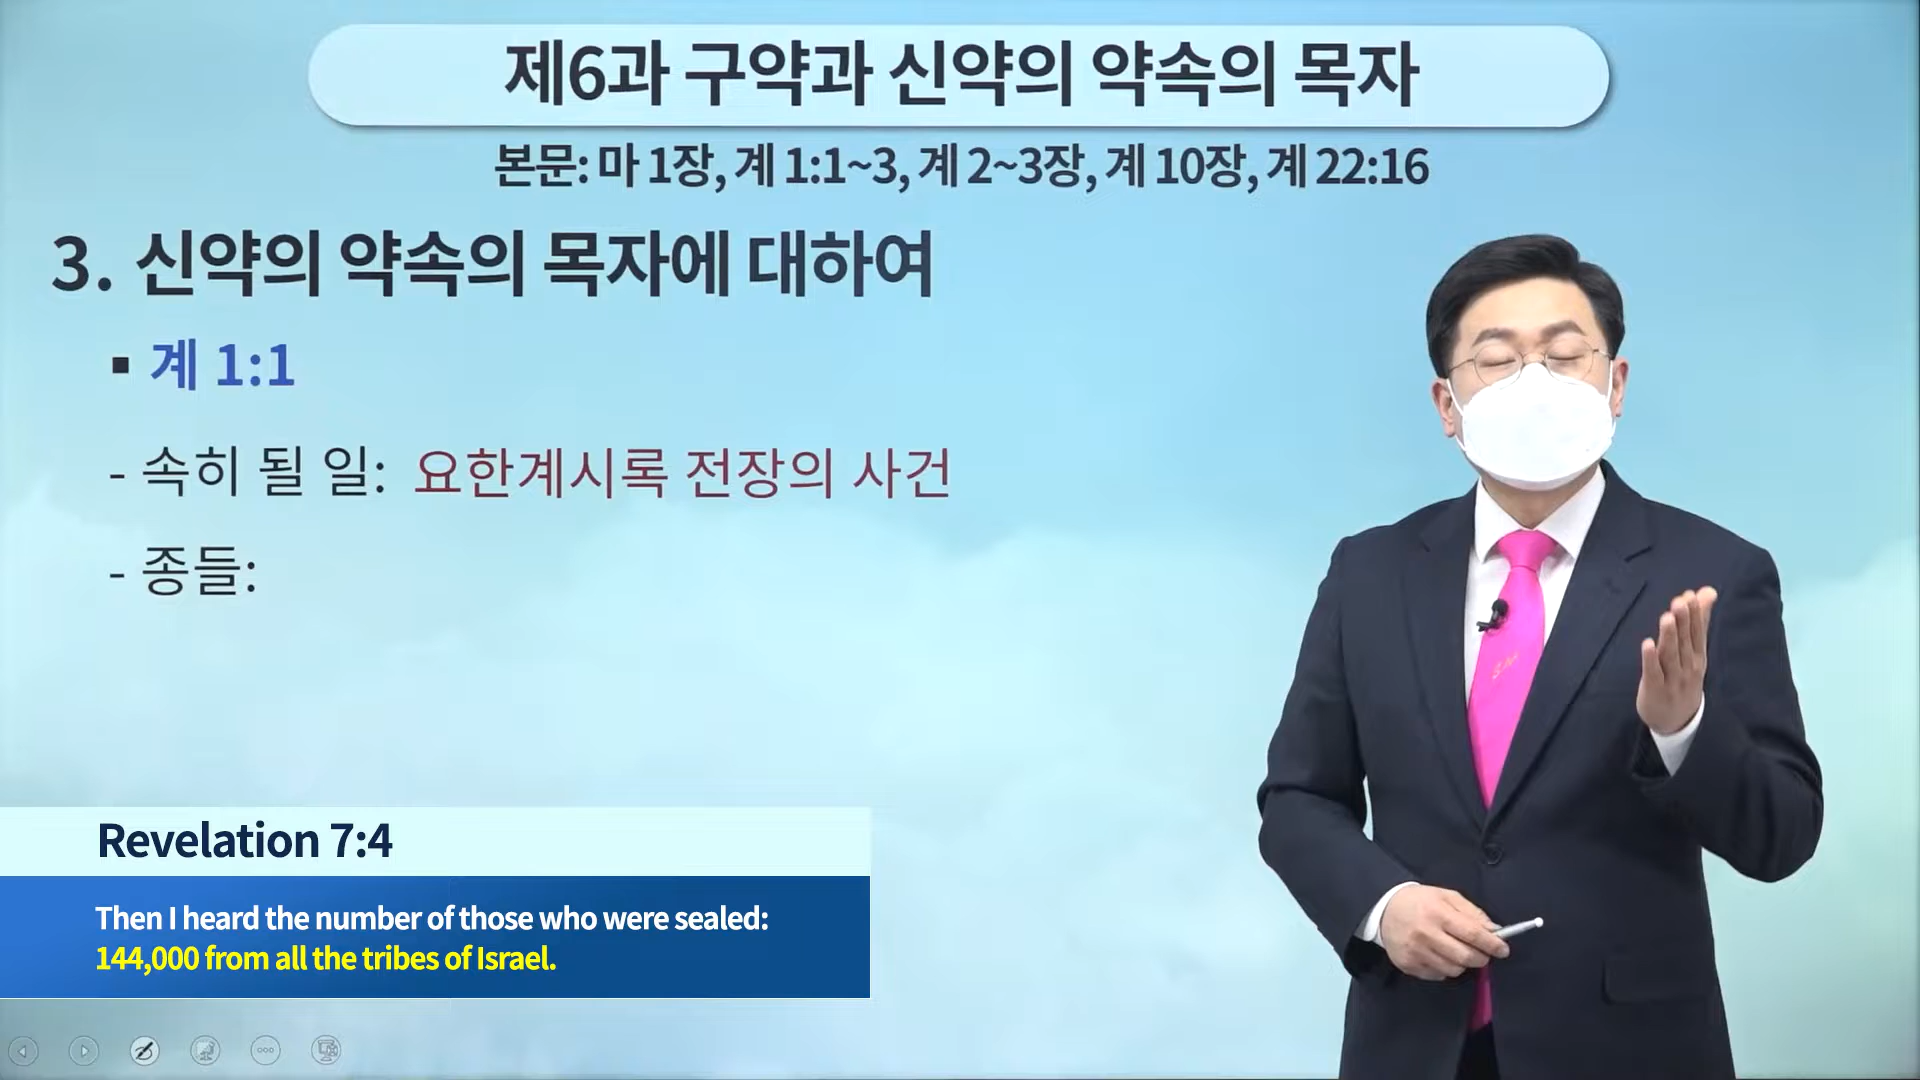 제6과 구약과 신약의 약속의 목자
본문: 마 1장, 계 1:1~3, 계 2~3장, 계 10장, 계 22:16
3. 신약의 약속의 목자에 대하여
▪ 계 1:1
- 속히 될 일: 요한계시록 전장의 사건
- 종들:
Revelation 7:4
Then I heard the number of those who were sealed:
144,000 from all the tribes of Israel.